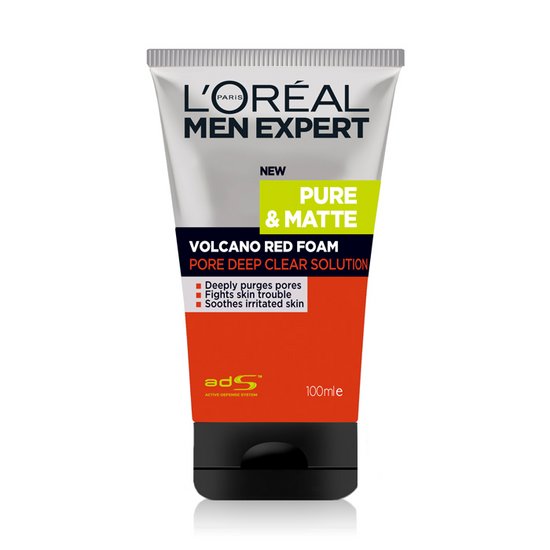 L'ORÉAL
PARIS
MEN EXPERT
NEW
PURE
& MATTE
VOLCANO RED FOAM
PORE DEEP CLEAR SOLUTION
Deeply purges pores
Fights skin trouble
Soothes irritated skin
adS™
ACTIVE DEFENSE SYSTEM
100ml e